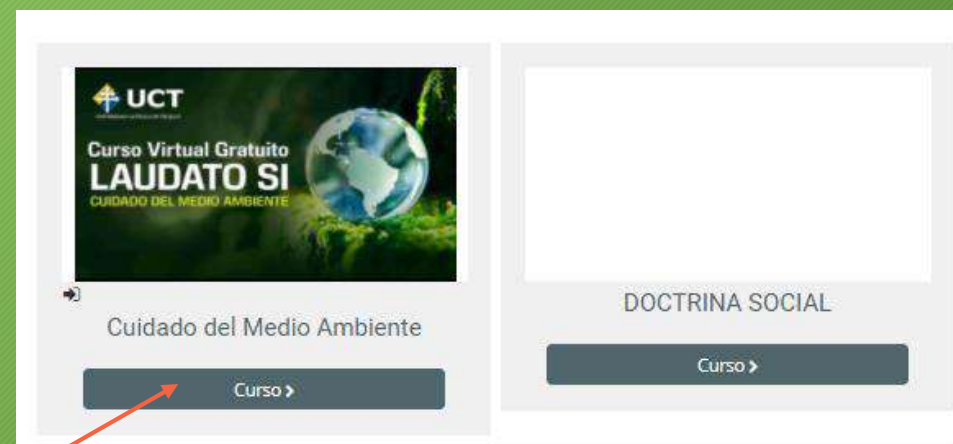 UCT
Curso Virtual Gratuito
LAUDATO SI
CUIDADO DEL MEDIO AMBIENTE
Cuidado del Medio Ambiente
Curso >
DOCTRINA SOCIAL
Curso >